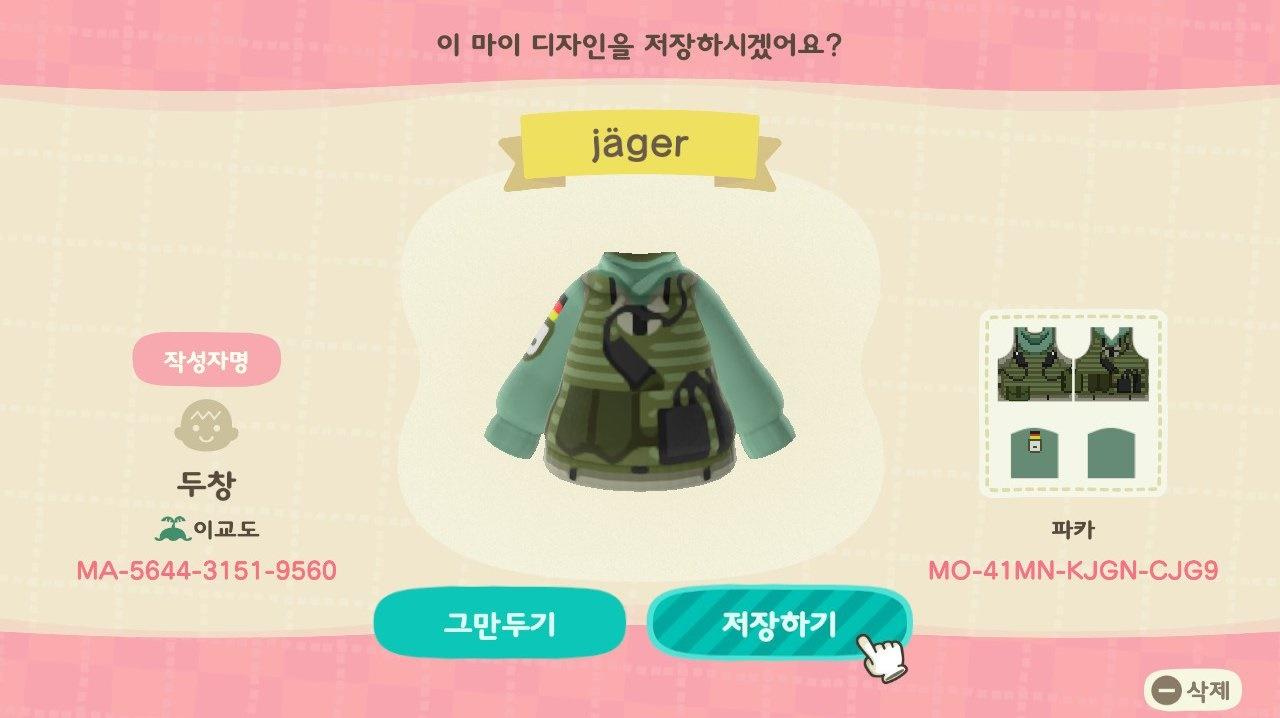 이 마이 디자인을 저장하시겠어요?
jäger
작성자명
두창
이교도
MA-5644-3151-9560
파카
MO-41MN-KJGN-CJG9
그만두기
저장하기
삭제